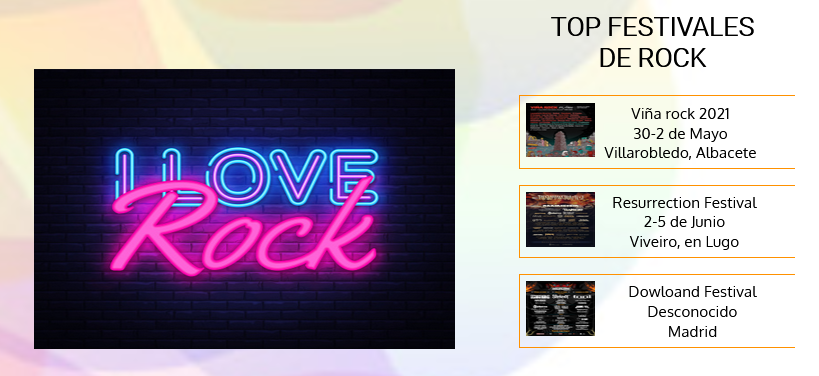 I LOVE
Rock
TOP FESTIVALES
DE ROCK
Viña rock 2021
30-2 de Mayo
Villarobledo, Albacete
Resurrection Festival
2-5 de Junio
Viveiro, en Lugo
Dowloand Festival
Desconocido
Madrid